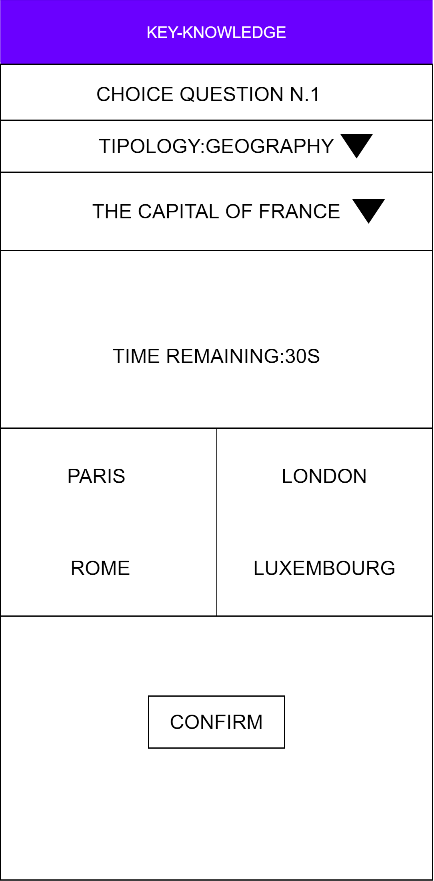 KEY-KNOWLEDGE
CHOICE QUESTION N.1
TIPOLOGY:GEOGRAPHY
THE CAPITAL OF FRANCE
TIME REMAINING:30S
PARIS
LONDON
ROME
LUXEMBOURG
CONFIRM